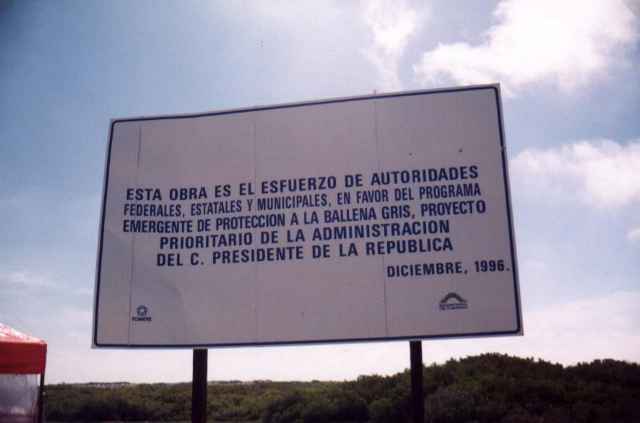 ESTA OBRA ES EL ESFUERZO DE AUTORIDADES
FEDERALES, ESTATALES Y MUNICIPALES, EN FAVOR DEL PROGRAMA
EMERGENTE DE PROTECCION A LA BALLENA GRIS, PROYECTO
PRIORITARIO DE LA ADMINISTRACION
DEL C. PRESIDENTE DE LA REPUBLICA
DICIEMBRE, 1996.